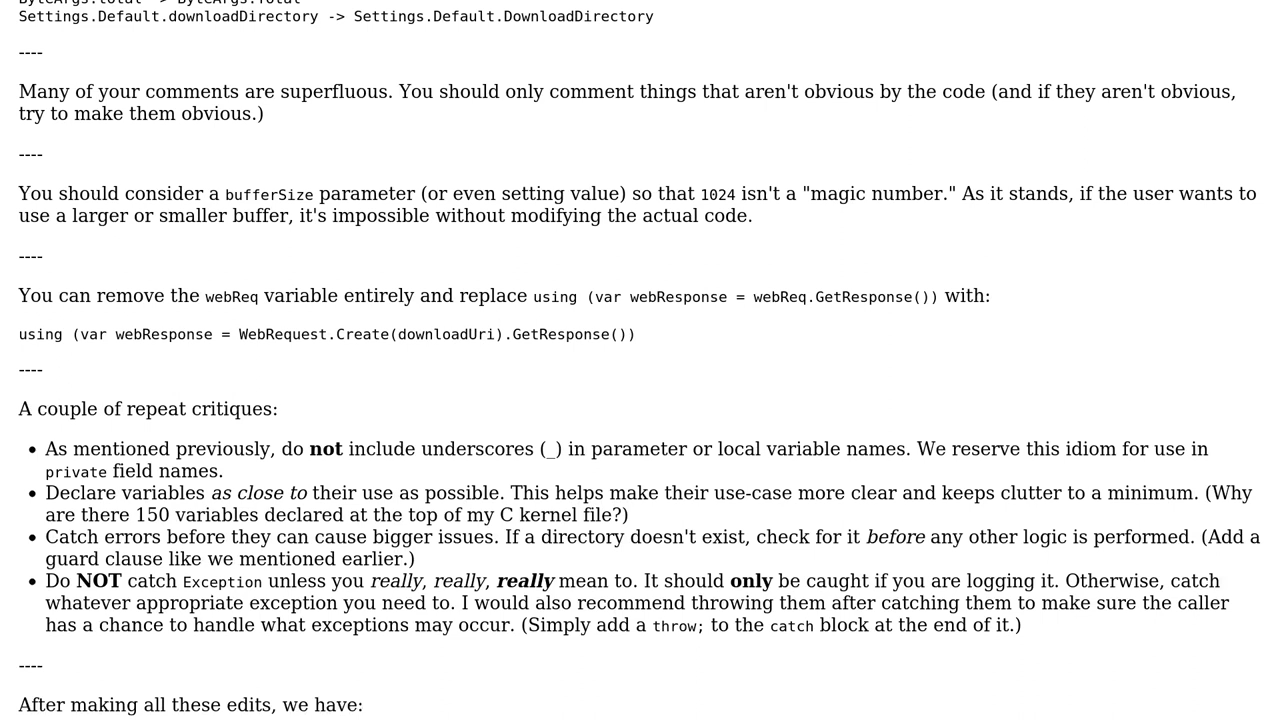 ByteArgs.total -> ByteArgs.Total
Settings.Default.downloadDirectory -> Settings.Default.DownloadDirectory
----
Many of your comments are superfluous. You should only comment things that aren't obvious by the code (and if they aren't obvious,
try to make them obvious.)
----
You should consider a bufferSize parameter (or even setting value) so that 1024 isn't a "magic number." As it stands, if the user wants to
use a larger or smaller buffer, it's impossible without modifying the actual code.
----
You can remove the webReq variable entirely and replace using (var webResponse = webReq.GetResponse()) with:
using (var webResponse = WebRequest.Create(downloadUri).GetResponse())
----
A couple of repeat critiques:
• As mentioned previously, do not include underscores (_) in parameter or local variable names. We reserve this idiom for use in
private field names.
• Declare variables as close to their use as possible. This helps make their use-case more clear and keeps clutter to a minimum. (Why
are there 150 variables declared at the top of my C kernel file?)
• Catch errors before they can cause bigger issues. If a directory doesn't exist, check for it before any other logic is performed. (Add a
guard clause like we mentioned earlier.)
• Do NOT catch Exception unless you really, really, really mean to. It should only be caught if you are logging it. Otherwise, catch
whatever appropriate exception you need to. I would also recommend throwing them after catching them to make sure the caller
has a chance to handle what exceptions may occur. (Simply add a throw; to the catch block at the end of it.)
----
After making all these edits, we have: